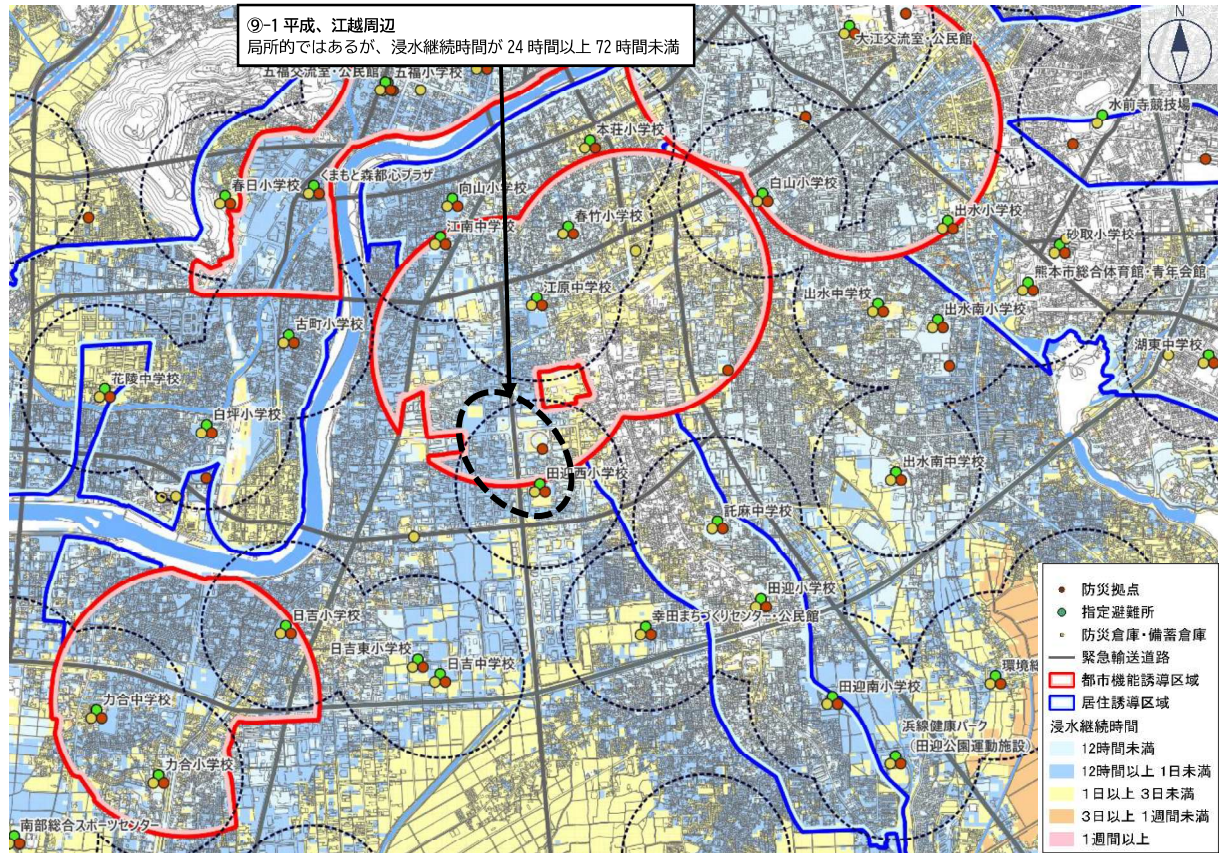 ⑨-1 平成、江越周辺
局所的ではあるが、浸水継続時間が 24 時間以上 72 時間未満
N
大江交流室・公民館
五福交流室・公民館
五福小学校
水前寺競技場
本荘小学校
春日小学校
くまもと森都心プラザ
向山小学校
白山小学校
江南中学校
春竹小学校
出水小学校
砂取小学校
熊本市総合体育館・青年会館
江原中学校
出水中学校
出水南小学校
古町小学校
湖東中学校
花陵中学校
白坪小学校
田迎西小学校
出水南中学校
託麻中学校
田迎小学校
幸田まちづくりセンター・公民館
日吉小学校
日吉東小学校
日吉中学校
環境総
力合中学校
田迎南小学校
浜線健康パーク
(田迎公園運動施設)
力合小学校
南部総合スポーツセンター
防災拠点
指定避難所
防災倉庫・備蓄倉庫
緊急輸送道路
都市機能誘導区域
居住誘導区域
浸水継続時間
12時間未満
12時間以上 1日未満
1日以上 3日未満
3日以上 1週間未満
1週間以上